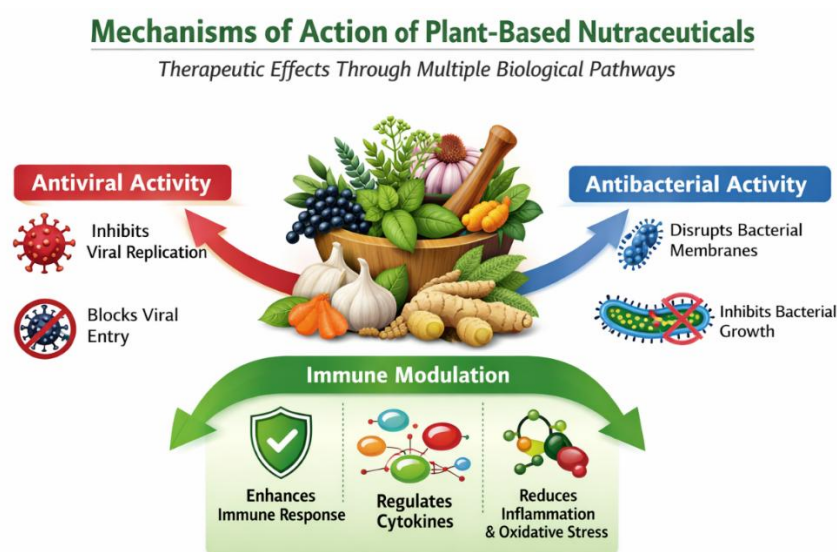 Mechanisms of Action of Plant-Based Nutraceuticals
Therapeutic Effects Through Multiple Biological Pathways
Antiviral Activity
Inhibits
Viral Replication
Blocks Viral
Entry
Antibacterial Activity
Disrupts Bacterial
Membranes
Inhibits Bacterial
Growth
Immune Modulation
Enhances
Immune Response
Regulates
Cytokines
Reduces
Inflammation
& Oxidative Stress